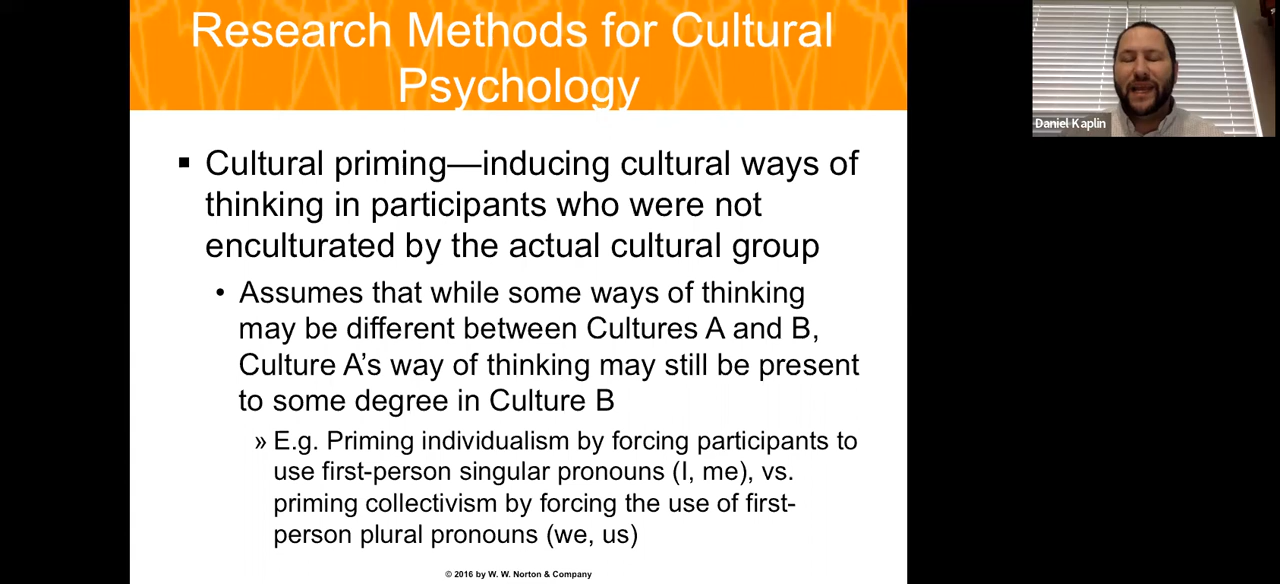 Research Methods for Cultural
Psychology
Daniel Kaplin
▪ Cultural priming—inducing cultural ways of
thinking in participants who were not
enculturated by the actual cultural group
• Assumes that while some ways of thinking
may be different between Cultures A and B,
Culture A’s way of thinking may still be present
to some degree in Culture B
» E.g. Priming individualism by forcing participants to
use first-person singular pronouns (I, me), vs.
priming collectivism by forcing the use of first-
person plural pronouns (we, us)
© 2016 by W. W. Norton & Company